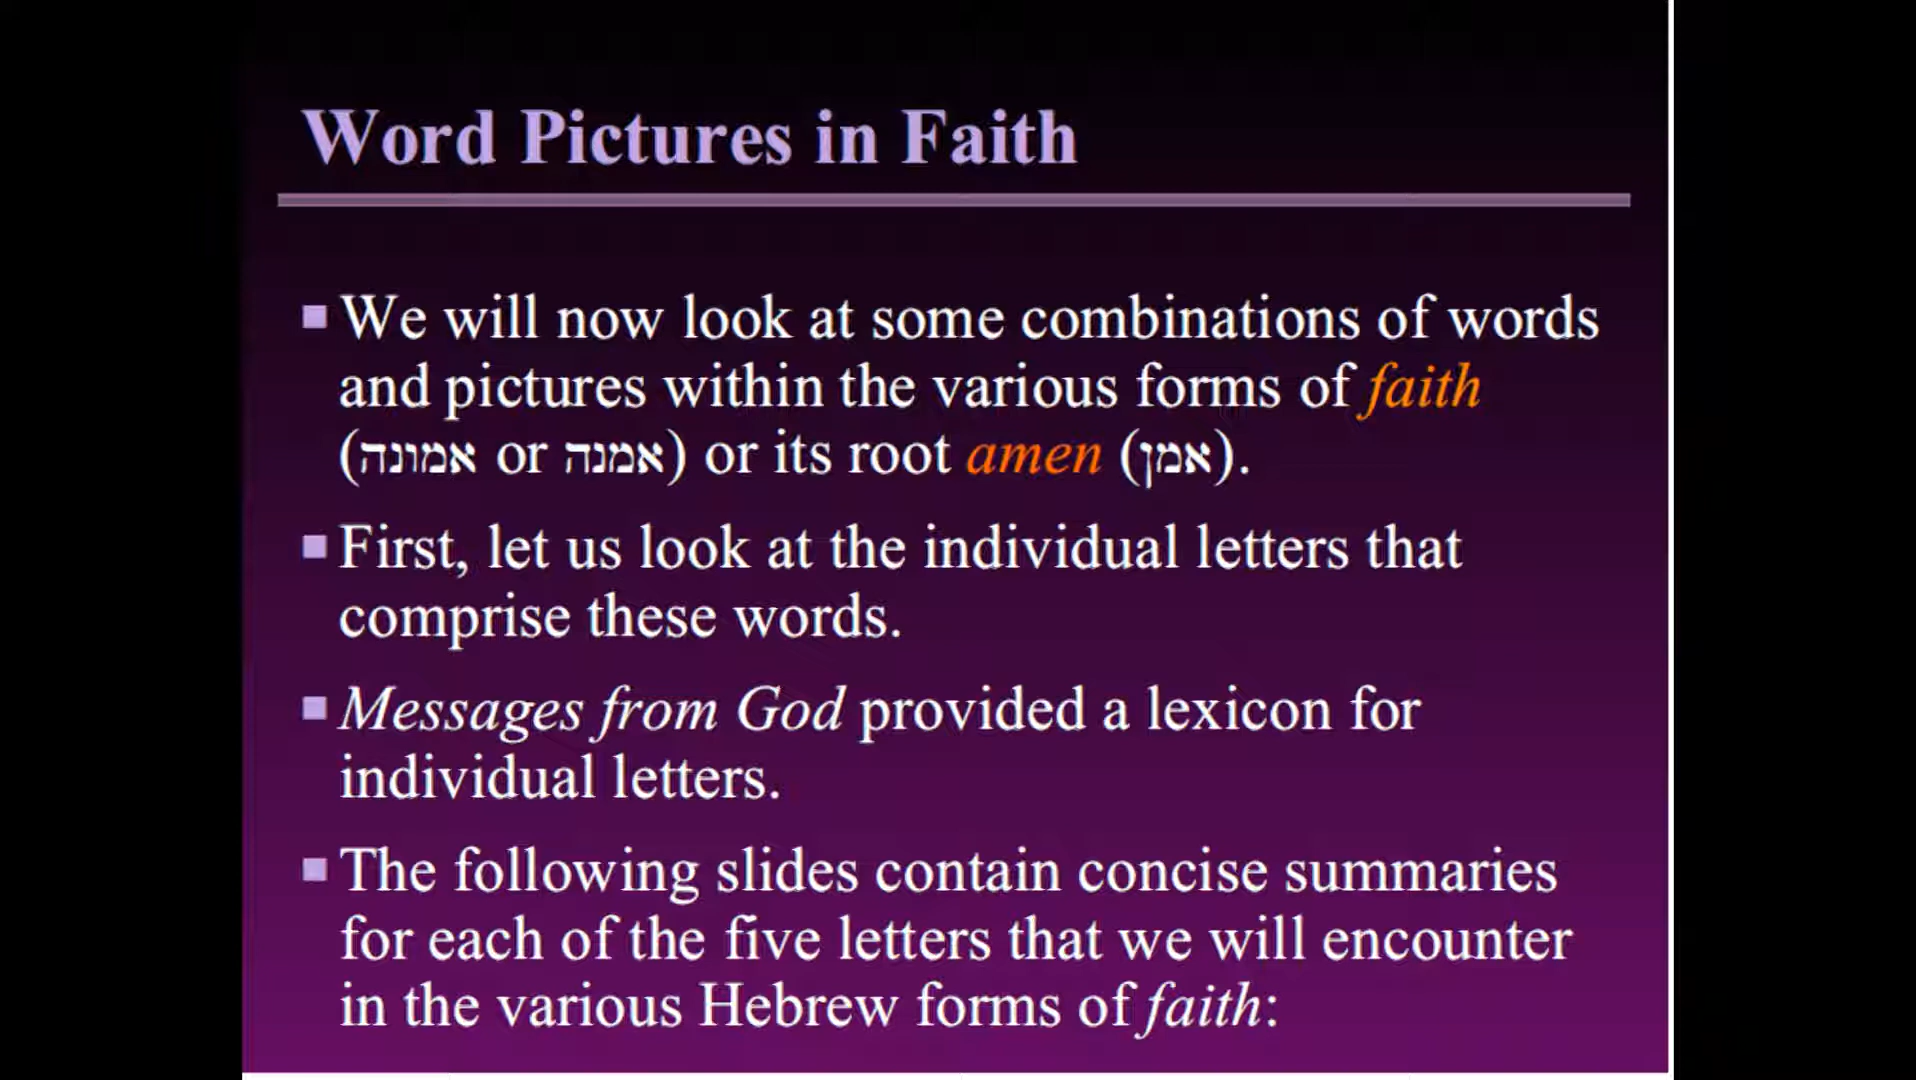 Word Pictures in Faith
We will now look at some combinations of words
and pictures within the various forms of faith
(אמונה or אמנה) or its root amen (אמן).
First, let us look at the individual letters that
comprise these words.
Messages from God provided a lexicon for
individual letters.
The following slides contain concise summaries
for each of the five letters that we will encounter
in the various Hebrew forms of faith: